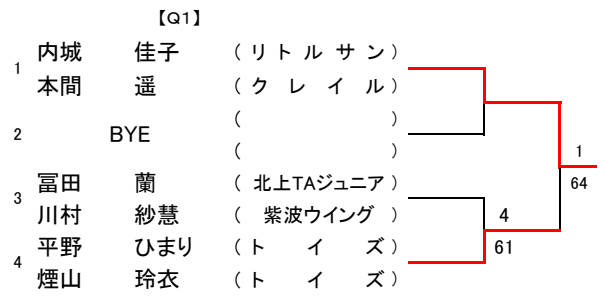 【Q1】
1 内城 佳子 (リトルサン)
本間 遥 (クレイル)
2 BYE ( )
( )
3 冨田 蘭 (北上TAジュニア)
川村 紗慧 (紫波ウイング)
4 平野 ひまり (トイズ)
煙山 玲衣 (トイズ)
4
61
1
64